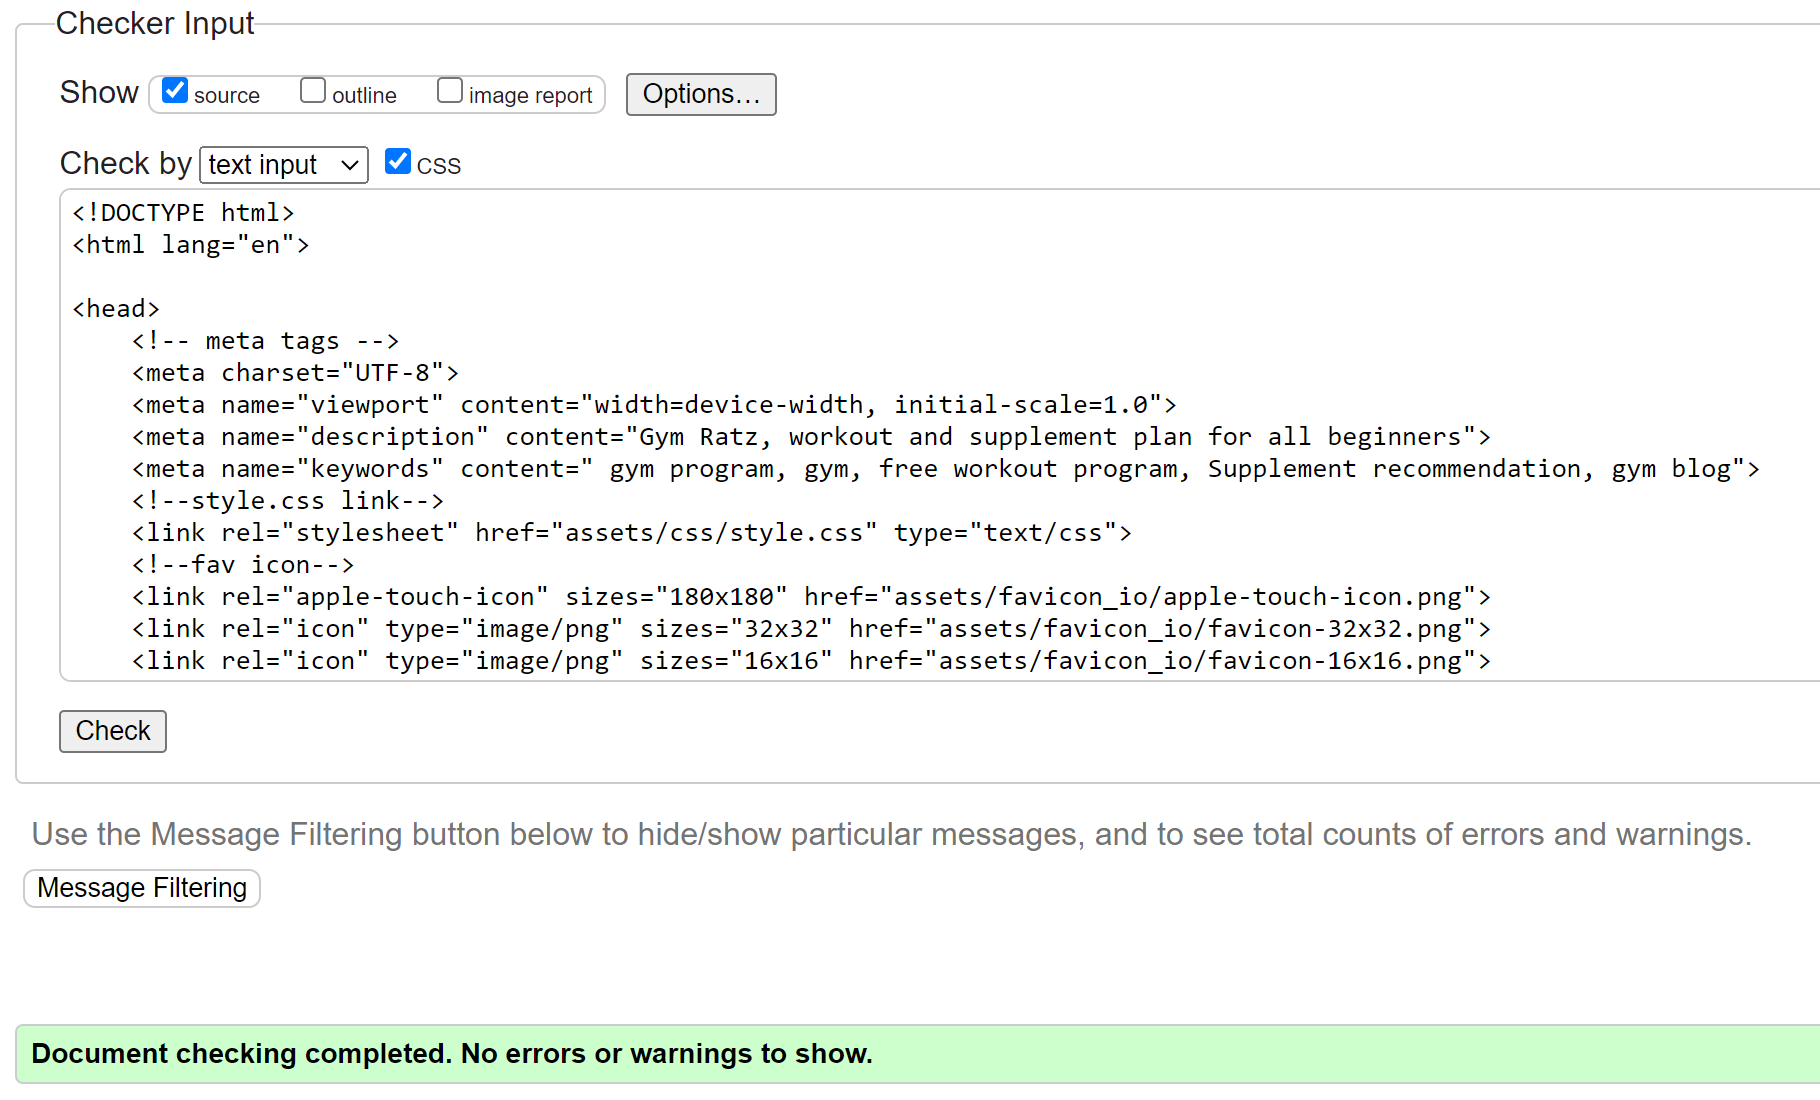 Checker Input
Show source outline image report Options...
Check by text input CSS
<!DOCTYPE html>
<html lang="en">
<head>
<!-- meta tags -->
<meta charset="UTF-8">
<meta name="viewport" content="width=device-width, initial-scale=1.0">
<meta name="description" content="Gym Ratz, workout and supplement plan for all beginners">
<meta name="keywords" content=" gym program, gym, free workout program, Supplement recommendation, gym blog">
<!--style.css link-->
<link rel="stylesheet" href="assets/css/style.css" type="text/css">
<!--fav icon-->
<link rel="apple-touch-icon" sizes="180x180" href="assets/favicon_io/apple-touch-icon.png">
<link rel="icon" type="image/png" sizes="32x32" href="assets/favicon_io/favicon-32x32.png">
<link rel="icon" type="image/png" sizes="16x16" href="assets/favicon_io/favicon-16x16.png">
Check
Use the Message Filtering button below to hide/show particular messages, and to see total counts of errors and warnings.
Message Filtering
Document checking completed. No errors or warnings to show.